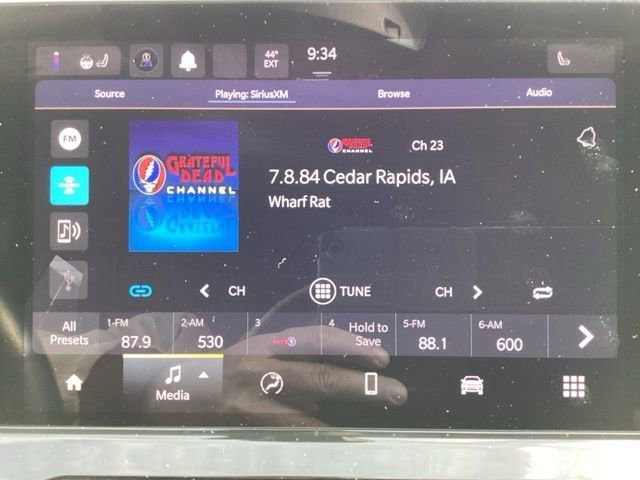 44°
EXT
9:34
Source
Playing: SiriusXM
Browse
Audio
FM
GRATEFUL
DEAD
CHANNEL
GRATEFUL DEAD
Ch 23
7.8.84 Cedar Rapids, IA
Wharf Rat
CH
TUNE
CH
All
Presets
1-FM
87.9
2-AM
530
3
4
Hold to
Save
5-FM
88.1
6-AM
600
Media